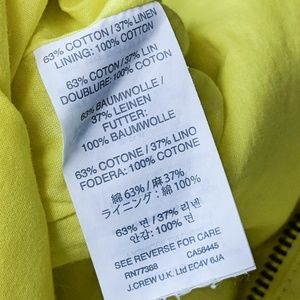 63% COTTON / 37% LINEN
LINING: 100% COTTON
63% COTON / 37% LIN
DOUBLURE: 100% COTON
63% BAUMWOLLE /
37% LEINEN
FUTTER:
100% BAUMWOLLE
63% COTONE / 37% LINO
FODERA: 100% COTONE
綿 63% / 麻 37%
ライニング: 綿 100%
63% 면 / 37% 리넨
안감: 100% 면
SEE REVERSE FOR CARE
RN77388 CA58445
J.CREW U.K. Ltd EC4V 6JA